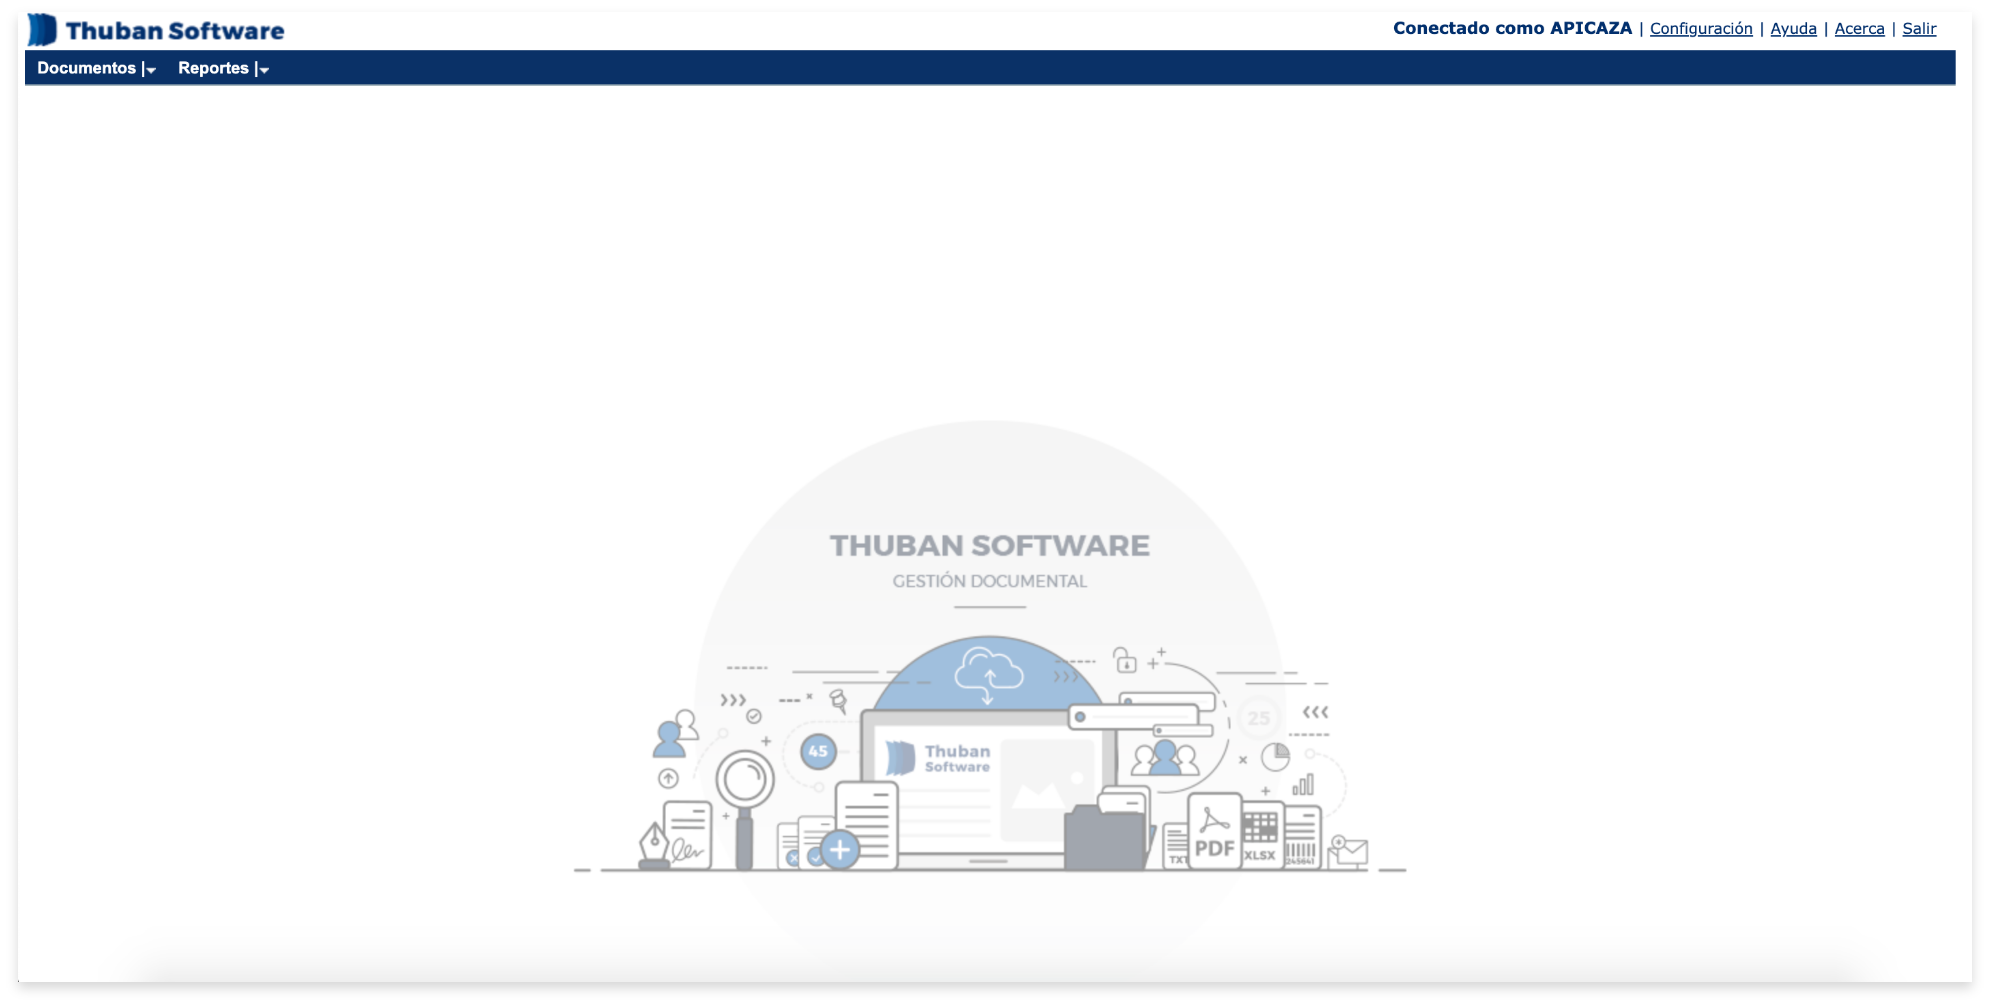 Thuban Software
Conectado como APICAZA | Configuración | Ayuda | Acerca | Salir
Documentos | Reportes |
THUBAN SOFTWARE
GESTIÓN DOCUMENTAL
25
45
Thuban
Software
TXT
PDF
XLSX
245641